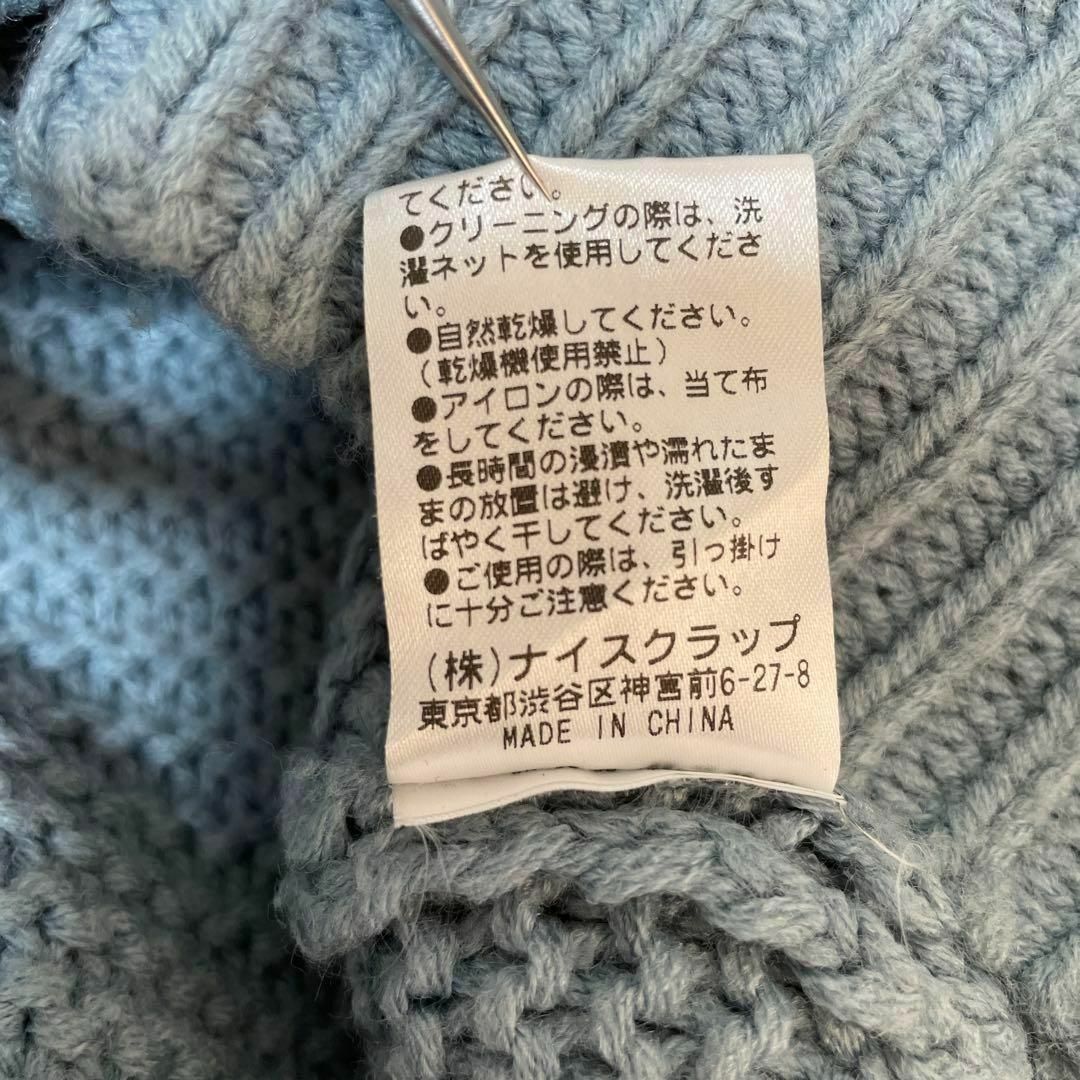 てください。
●クリーニングの際は、洗
濯ネットを使用してくださ
い。
●自然乾燥してください。
(乾燥機使用禁止)
●アイロンの際は、当て布
をしてください。
●長時間の浸漬や濡れたま
まの放置は避け、洗濯後す
ばやく干してください。
●ご使用の際は、引っ掛け
に十分ご注意ください。
(株)ナイスクラップ
東京都渋谷区神宮前6-27-8
MADE IN CHINA